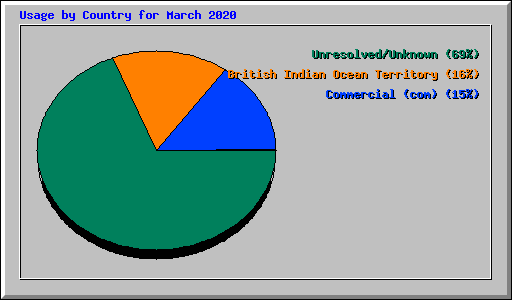 Usage by Country for March 2020
Unresolved/Unknown (69%)
British Indian Ocean Territory (16%)
Commercial (com) (15%)